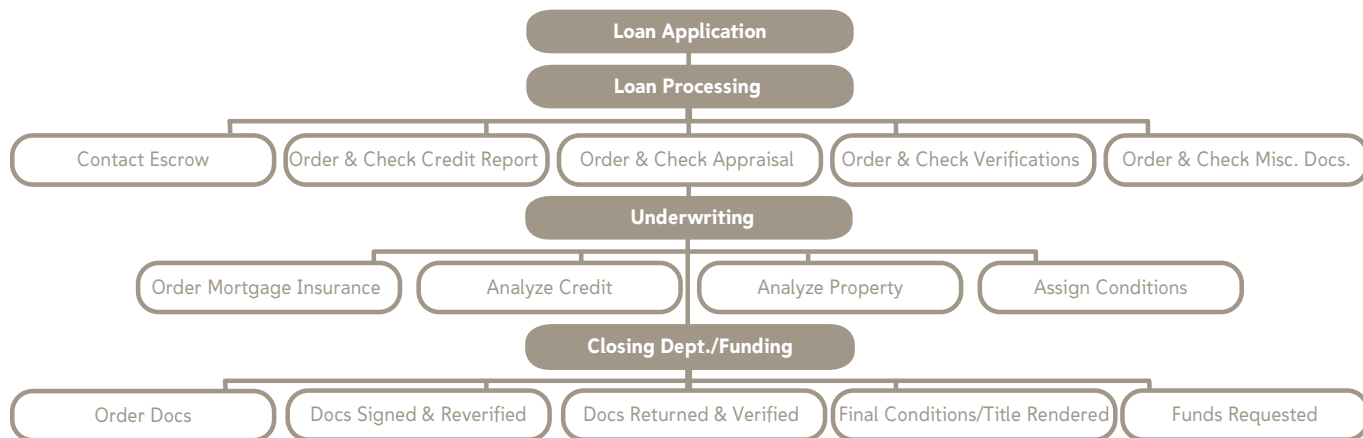 Loan Application
Loan Processing
Contact Escrow
Order & Check Credit Report
Order & Check Appraisal
Order & Check Verifications
Order & Check Misc. Docs.
Underwriting
Order Mortgage Insurance
Analyze Credit
Analyze Property
Assign Conditions
Closing Dept./Funding
Order Docs
Docs Signed & Reverified
Docs Returned & Verified
Final Conditions/Title Rendered
Funds Requested